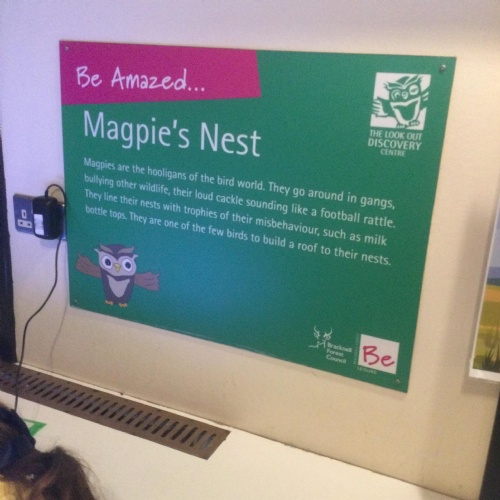 Be Amazed...
THE LOOK OUT
DISCOVERY
CENTRE
Magpie's Nest
Magpies are the hooligans of the bird world. They go around in gangs,
bullying other wildlife, their loud cackle sounding like a football rattle.
They line their nests with trophies of their misbehaviour, such as milk
bottle tops. They are one of the few birds to build a roof to their nests.
Bracknell
Forest
Council
Be